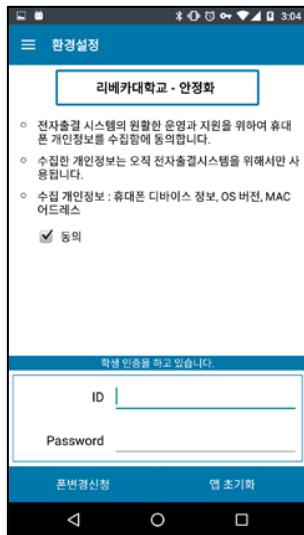 3:04
환경설정
리베카대학교 - 안정화
전자출결 시스템의 원활한 운영과 지원을 위하여 휴대
폰 개인정보를 수집함에 동의합니다.
수집한 개인정보는 오직 전자출결시스템을 위해서만 사
용됩니다.
수집 개인정보 : 휴대폰 디바이스 정보, OS 버전, MAC
어드레스
동의
학생 인증을 하고 있습니다.
ID
Password
폰변경신청 앱 초기화